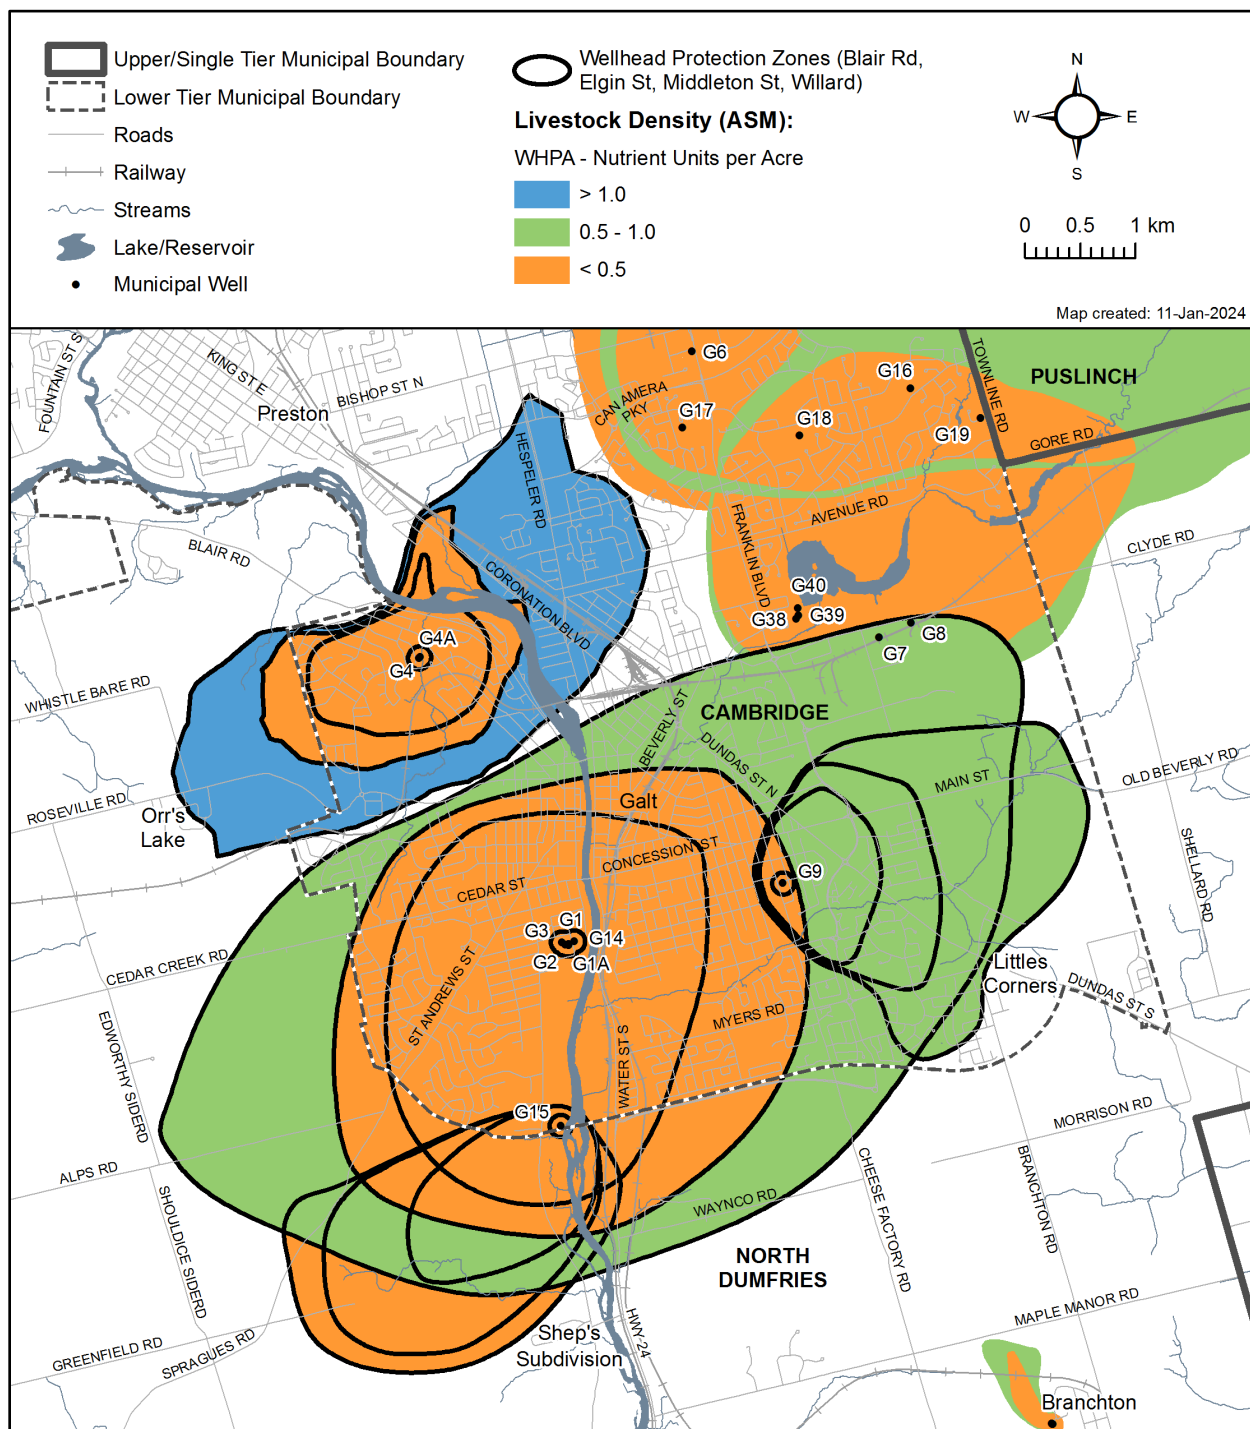 Upper/Single Tier Municipal Boundary
Lower Tier Municipal Boundary
Roads
Railway
Streams
Lake/Reservoir
Municipal Well
Wellhead Protection Zones (Blair Rd,
Elgin St, Middleton St, Willard)
Livestock Density (ASM):
WHPA - Nutrient Units per Acre
> 1.0
0.5 - 1.0
< 0.5
N
W
E
S
0 0.5 1 km
Map created: 11-Jan-2024
FOUNTAIN ST S
KING ST E
BISHOP ST N
Preston
HESPELER RD
CAN AMERA
PKY
G6
G17
G18
G16
G19
TOWNLINE RD
PUSLINCH
GORE RD
AVENUE RD
FRANKLIN BLVD
CLYDE RD
BLAIR RD
CORONATION BLVD
G40
G39
G38
G8
G7
G4A
G4
WHISTLE BARE RD
CAMBRIDGE
BEVERLY ST
DUNDAS ST N
MAIN ST
OLD BEVERLY RD
ROSEVILLE RD
Orr's
Lake
Galt
CONCESSION ST
CEDAR ST
G9
SHELLARD RD
G1
G3
G14
G2
G1A
CEDAR CREEK RD
ST ANDREWS ST
Littles
Corners
DUNDAS ST S
MYERS RD
WATER ST S
EDWORTHY SIDERD
G15
MORRISON RD
ALPS RD
SHOULDICE SIDERD
WAYNCO RD
CHEESE FACTORY RD
BRANCHTON RD
NORTH
DUMFRIES
MAPLE MANOR RD
HWY-24
Shep's
Subdivision
GREENFIELD RD
SPRAGUES RD
Branchton